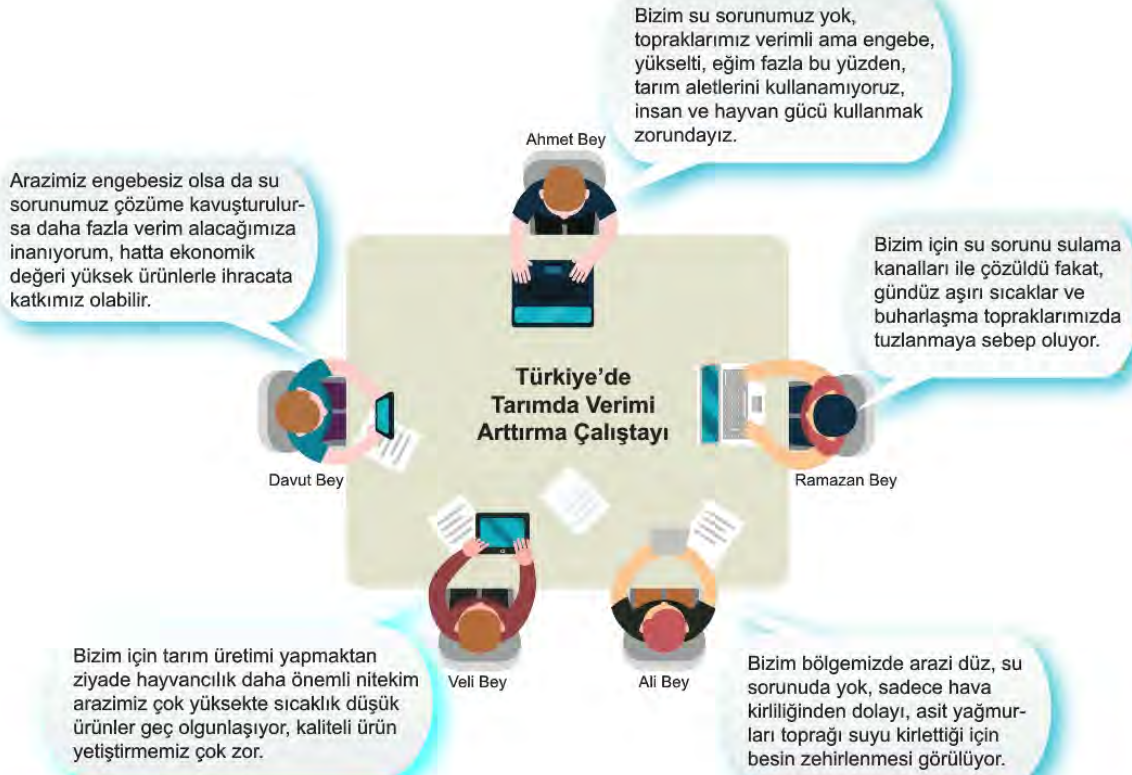 Bizim su sorunumuz yok,
topraklarımız verimli ama engebe,
yükselti, eğim fazla bu yüzden,
tarım aletlerini kullanamıyoruz,
insan ve hayvan gücü kullanmak
zorundayız.
Ahmet Bey
Arazimiz engebesiz olsa da su
sorunumuz çözüme kavuşturulur-
sa daha fazla verim alacağımıza
inanıyorum, hatta ekonomik
değeri yüksek ürünlerle ihracata
katkımız olabilir.
Bizim için su sorunu sulama
kanalları ile çözüldü fakat,
gündüz aşırı sıcaklar ve
buharlaşma topraklarımızda
tuzlanmaya sebep oluyor.
Türkiye’de
Tarımda Verimi
Arttırma Çalıştayı
Davut Bey
Ramazan Bey
Bizim için tarım üretimi yapmaktan
ziyade hayvancılık daha önemli nitekim
arazimiz çok yüksekte sıcaklık düşük
ürünler geç olgunlaşıyor, kaliteli ürün
yetiştirmemiz çok zor.
Veli Bey
Ali Bey
Bizim bölgemizde arazi düz, su
sorunuda yok, sadece hava
kirliliğinden dolayı, asit yağmur-
ları toprağı suyu kirlettiği için
besin zehirlenmesi görülüyor.